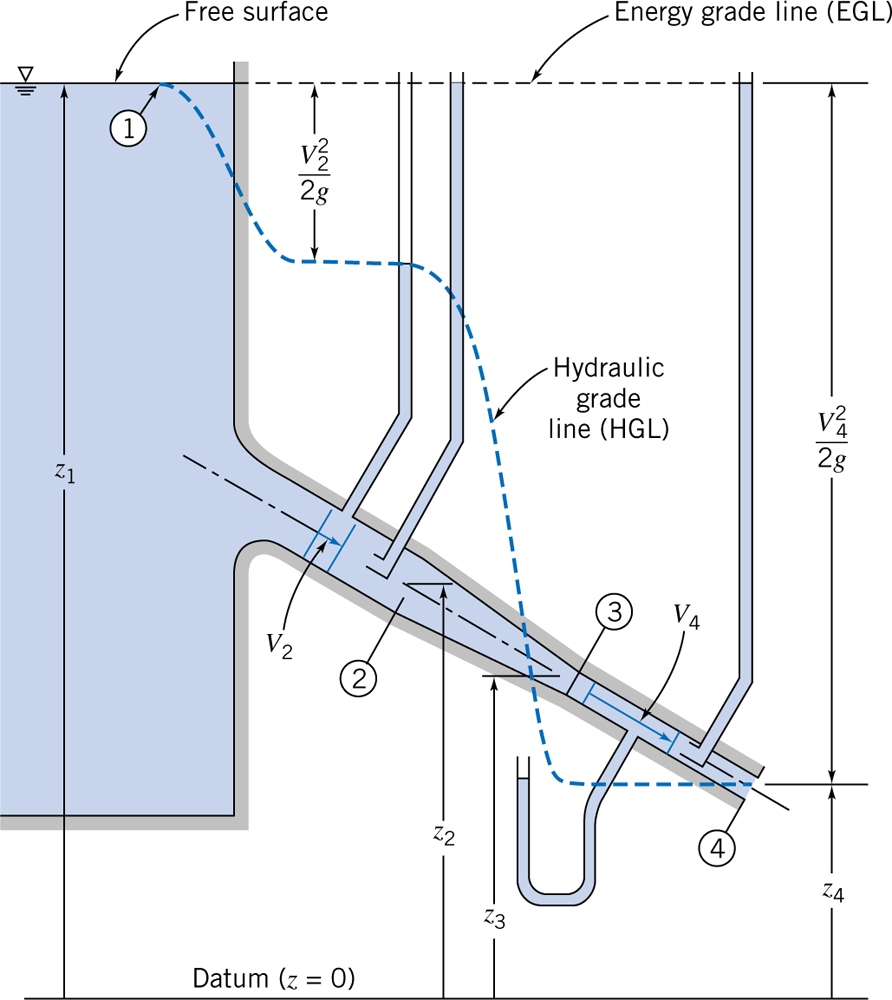 Free surface
Energy grade line (EGL)
1
V₂²
2g
Hydraulic
grade
line (HGL)
V₄²
2g
z₁
3
V₄
V₂
2
z₂
4
z₃
z₄
Datum (z = 0)